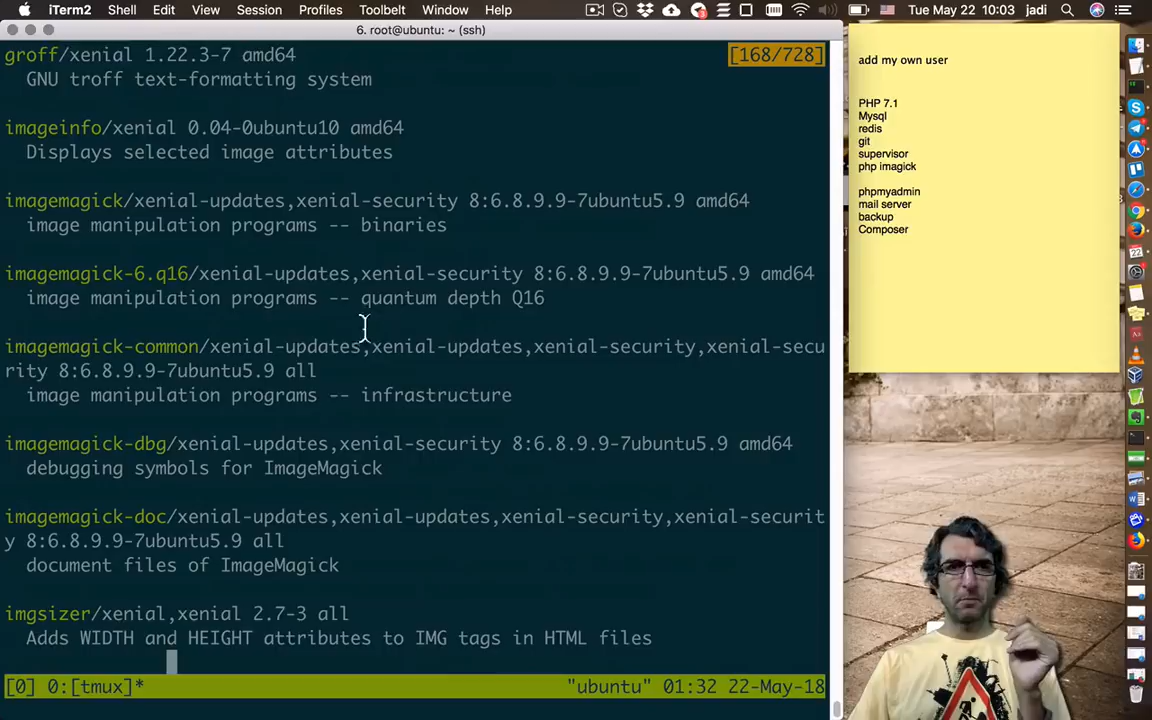 iTerm2 Shell Edit View Session Profiles Toolbelt Window Help Tue May 22 10:03 jadi
6. root@ubuntu: ~ (ssh)
groff/xenial 1.22.3-7 amd64 [168/728]
GNU troff text-formatting system
imageinfo/xenial 0.04-0ubuntu10 amd64
Displays selected image attributes
imagemagick/xenial-updates,xenial-security 8:6.8.9.9-7ubuntu5.9 amd64
image manipulation programs -- binaries
imagemagick-6.q16/xenial-updates,xenial-security 8:6.8.9.9-7ubuntu5.9 amd64
image manipulation programs -- quantum depth Q16
imagemagick-common/xenial-updates,xenial-updates,xenial-security,xenial-secu
rity 8:6.8.9.9-7ubuntu5.9 all
image manipulation programs -- infrastructure
imagemagick-dbg/xenial-updates,xenial-security 8:6.8.9.9-7ubuntu5.9 amd64
debugging symbols for ImageMagick
imagemagick-doc/xenial-updates,xenial-updates,xenial-security,xenial-securit
y 8:6.8.9.9-7ubuntu5.9 all
document files of ImageMagick
imgsizer/xenial,xenial 2.7-3 all
Adds WIDTH and HEIGHT attributes to IMG tags in HTML files
[0] 0:[tmux]* "ubuntu" 01:32 22-May-18
add my own user
PHP 7.1
Mysql
redis
git
supervisor
php imagick
phpmyadmin
mail server
backup
Composer